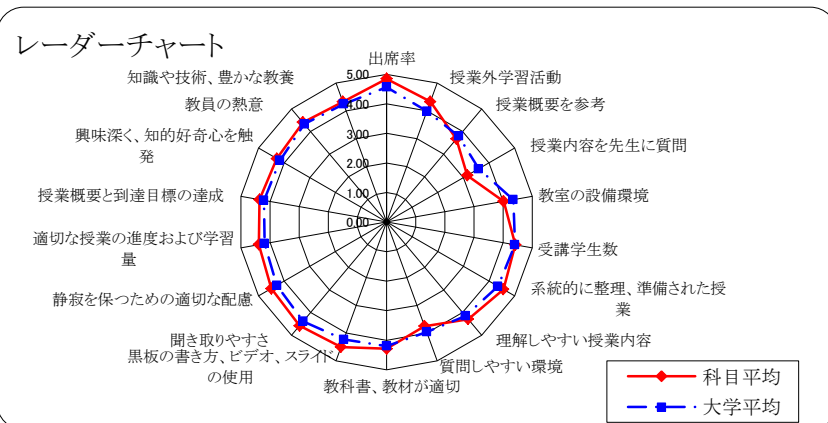 レーダーチャート
出席率
授業外学習活動
授業概要を参考
授業内容を先生に質問
教室の設備環境
受講学生数
系統的に整理、準備された授
業
理解しやすい授業内容
質問しやすい環境
教科書、教材が適切
黒板の書き方、ビデオ、スライド
の使用
聞き取りやすさ
静寂を保つための適切な配慮
適切な授業の進度および学習
量
授業概要と到達目標の達成
興味深く、知的好奇心を触
発
教員の熱意
知識や技術、豊かな教養
5.00
4.00
3.00
2.00
1.00
0.00
科目平均
大学平均